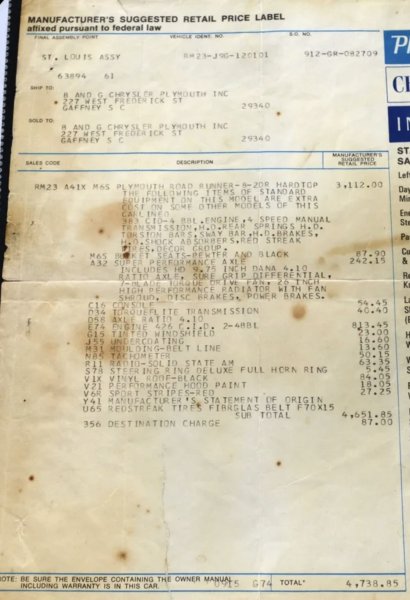 MANUFACTURER'S SUGGESTED RETAIL PRICE LABEL
affixed pursuant to federal law
FINAL ASSEMBLY POINT VEHICLE IDENT. NO. S.O. NO.
ST. LOUIS ASSY RM23-J9G-120101 912-GR-082709
63894 61
SHIP TO:
B AND G CHRYSLER PLYMOUTH INC
227 WEST FREDERICK ST
GAFFNEY S C 29340
SOLD TO:
B AND G CHRYSLER PLYMOUTH INC
227 WEST FREDERICK ST
GAFFNEY S C 29340
SALES CODE DESCRIPTION MANUFACTURER'S SUGGESTED RETAIL PRICE
RM23 A41X M6S PLYMOUTH ROAD RUNNER-8-2DR HARDTOP 3,112.00
THE FOLLOWING ITEMS OF STANDARD
EQUIPMENT ON THIS MODEL ARE EXTRA
COST ON SOME OTHER MODELS OF THIS
CARLINE:
383 CID-4 BBL.ENGINE,4 SPEED MANUAL
TRANSMISSION,H.D.REAR SPRINGS H.D.
TORSION BARS,SWAY BAR,H.D.BRAKES,
H.D.SHOCK ABSORBERS,RED STREAK
TIRES,DECOR GROUP.
M6S BUCKET SEATS-PEWTER AND BLACK 87.90
A32 SUPER PERFORMANCE AXLE 242.15
INCLUDES HD 9.75 INCH DANA 4.10
RATIO AXLE, SURE GRIP DIFFERENTIAL,
7-BLADE TORQUE DRIVE FAN, 26 INCH
HIGH PERFORMANCE RADIATOR WITH FAN
SHROUD, DISC BRAKES, POWER BRAKES.
C16 CONSOLE 54.45
D34 TORQUEFLITE TRANSMISSION 40.40
D58 AXLE RATIO 4.10
E74 ENGINE 426 C.I.D. 2-4BBL 813.45
G15 TINTED WINDSHIELD
J55 UNDERCOATING 16.60
M31 MOULDING-BELT LINE 13.60
N85 TACHOMETER 50.15
R11 RADIO-SOLID STATE AM 63.35
S78 STEERING RING DELUXE FULL HORN RING 5.45
V1X VINYL ROOF-BLACK 84.05
V21 PERFORMANCE HOOD PAINT 18.05
V6R SPORT STRIPES-RED 27.25
Y41 MANUFACTURER'S STATEMENT OF ORIGIN
U65 REDSTREAK TIRES FIBRGLAS BELT F70X15
SUB TOTAL 4,651.85
356 DESTINATION CHARGE 87.00
NOTE: BE SURE THE ENVELOPE CONTAINING THE OWNER MANUAL
INCLUDING WARRANTY IS IN THIS CAR. 0915 G74 TOTAL* 4,738.85